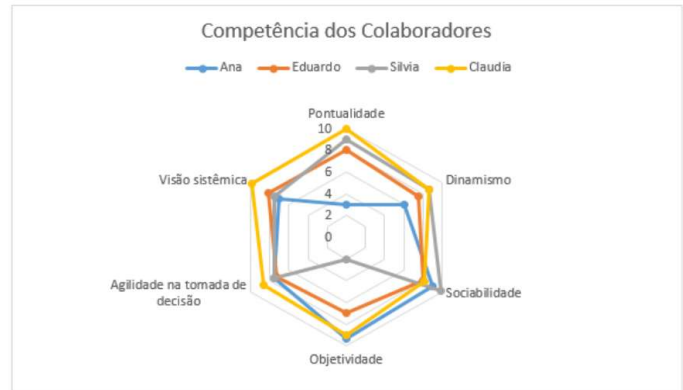 Competência dos Colaboradores
Ana Eduardo Silvia Claudia
Pontualidade
10
8
6
4
2
0
Dinamismo
Visão sistêmica
Agilidade na tomada de
decisão
Sociabilidade
Objetividade